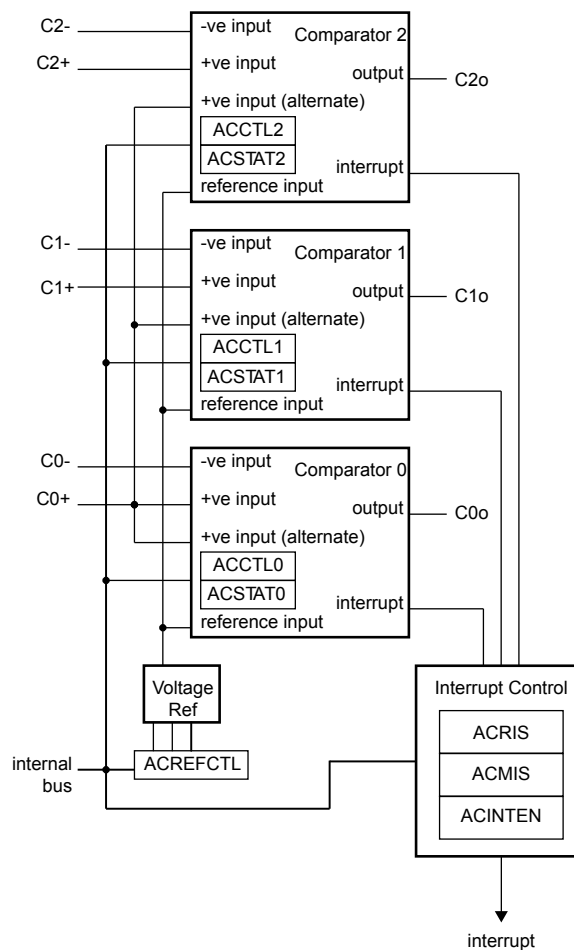 C2-
-ve input
Comparator 2
C2+
+ve input
output
C2o
+ve input (alternate)
ACCTL2
ACSTAT2
interrupt
reference input
C1-
-ve input
Comparator 1
C1+
+ve input
output
C1o
+ve input (alternate)
ACCTL1
ACSTAT1
interrupt
reference input
C0-
-ve input
Comparator 0
C0+
+ve input
output
C0o
+ve input (alternate)
ACCTL0
ACSTAT0
interrupt
reference input
Voltage
Ref
Interrupt Control
ACRIS
internal
bus
ACREFCTL
ACMIS
ACINTEN
interrupt